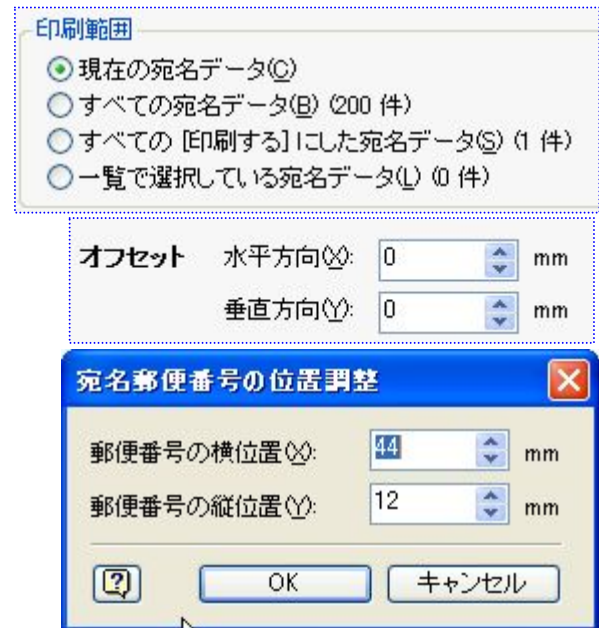 印刷範囲
現在の宛名データ(C)
すべての宛名データ(B) (200 件)
すべての [印刷する] にした宛名データ(S) (1 件)
一覧で選択している宛名データ(L) (0 件)
オフセット 水平方向(X): 0 mm
垂直方向(Y): 0 mm
宛名郵便番号の位置調整
郵便番号の横位置(X): 44 mm
郵便番号の縦位置(Y): 12 mm
? OK キャンセル